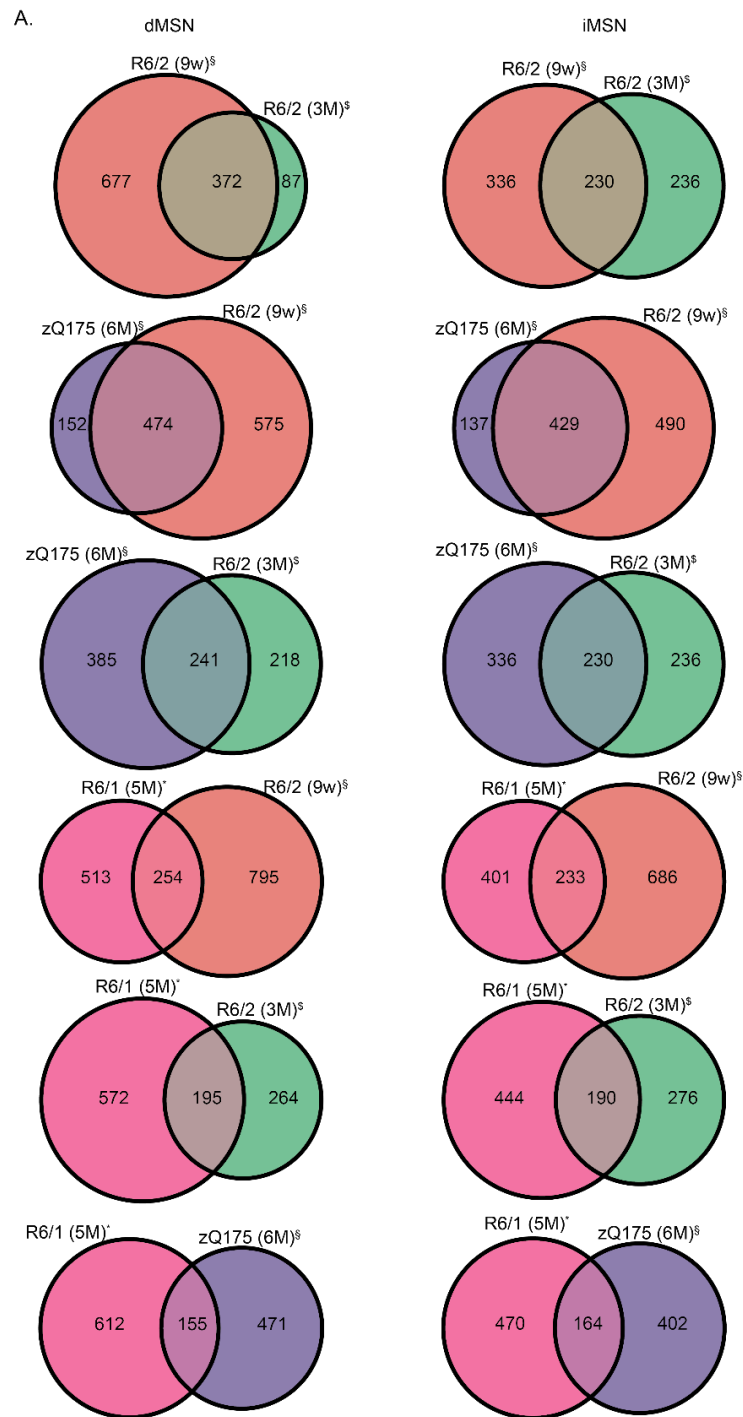 A.
dMSN
iMSN
R6/2 (9w)§
R6/2 (3M)$
677
372
87
R6/2 (9w)§
R6/2 (3M)$
336
230
236
zQ175 (6M)§
R6/2 (9w)§
152
474
575
zQ175 (6M)§
R6/2 (9w)§
137
429
490
zQ175 (6M)§
R6/2 (3M)$
385
241
218
zQ175 (6M)§
R6/2 (3M)$
336
230
236
R6/1 (5M)*
R6/2 (9w)§
513
254
795
R6/1 (5M)*
R6/2 (9w)§
401
233
686
R6/1 (5M)*
R6/2 (3M)$
572
195
264
R6/1 (5M)*
R6/2 (3M)$
444
190
276
R6/1 (5M)*
zQ175 (6M)§
612
155
471
R6/1 (5M)*
zQ175 (6M)§
470
164
402